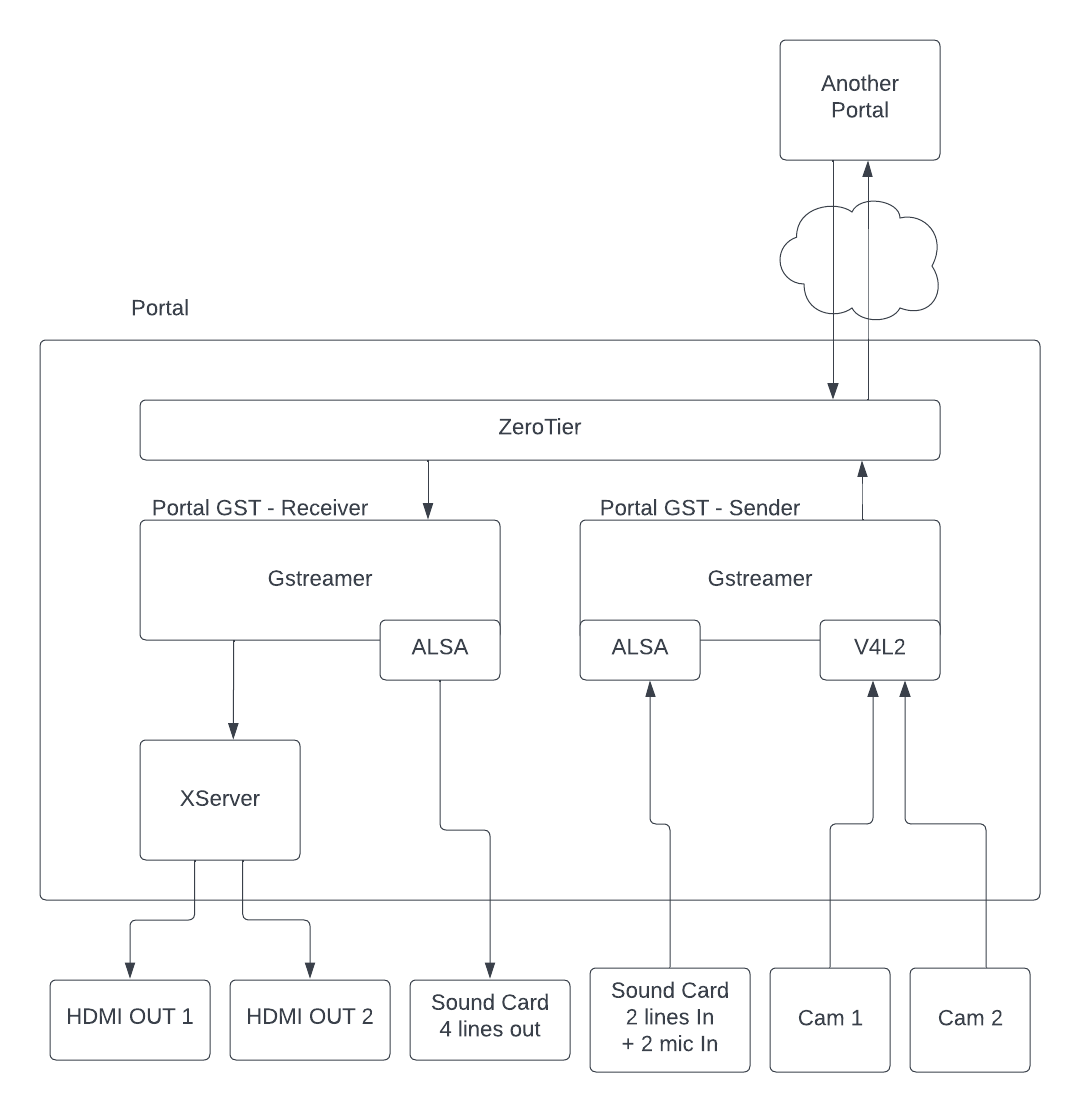 Another
Portal
Portal
ZeroTier
Portal GST - Receiver
Portal GST - Sender
Gstreamer
Gstreamer
ALSA
ALSA
V4L2
XServer
HDMI OUT 1
HDMI OUT 2
Sound Card
4 lines out
Sound Card
2 lines In
+ 2 mic In
Cam 1
Cam 2